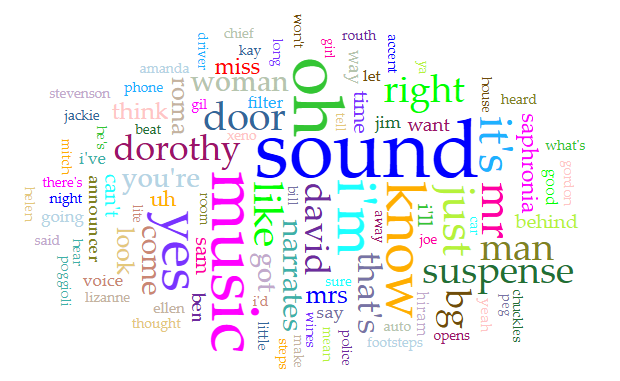 sound
music
oh
know
i'm
yes
mr
suspense
just
like
it's
man
right
door
dorothy
david
that's
come
woman
narrates
bg
mrs
look
got
you're
can't
think
roma
miss
saphronia
behind
time
uh
sam
ben
announcer
going
i've
voice
want
jim
i'll
say
way
let
filter
gil
xeno
beat
phone
jackie
stevenson
amanda
driver
chief
kay
long
won't
girl
routh
accent
ya
tell
house
heard
what's
good
gordon
car
joe
away
bill
room
lite
he's
mitch
there's
night
helen
said
hear
poggioli
lizanne
ellen
thought
i'd
little
steps
make
wines
mean
sure
police
auto
footsteps
hiram
opens
yeah
peg
chuckles